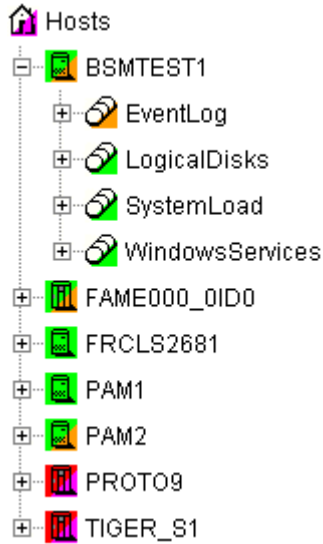 Hosts
BSMTEST1
EventLog
LogicalDisks
SystemLoad
WindowsServices
FAME000_0ID0
FRCLS2681
PAM1
PAM2
PROTO9
TIGER_S1